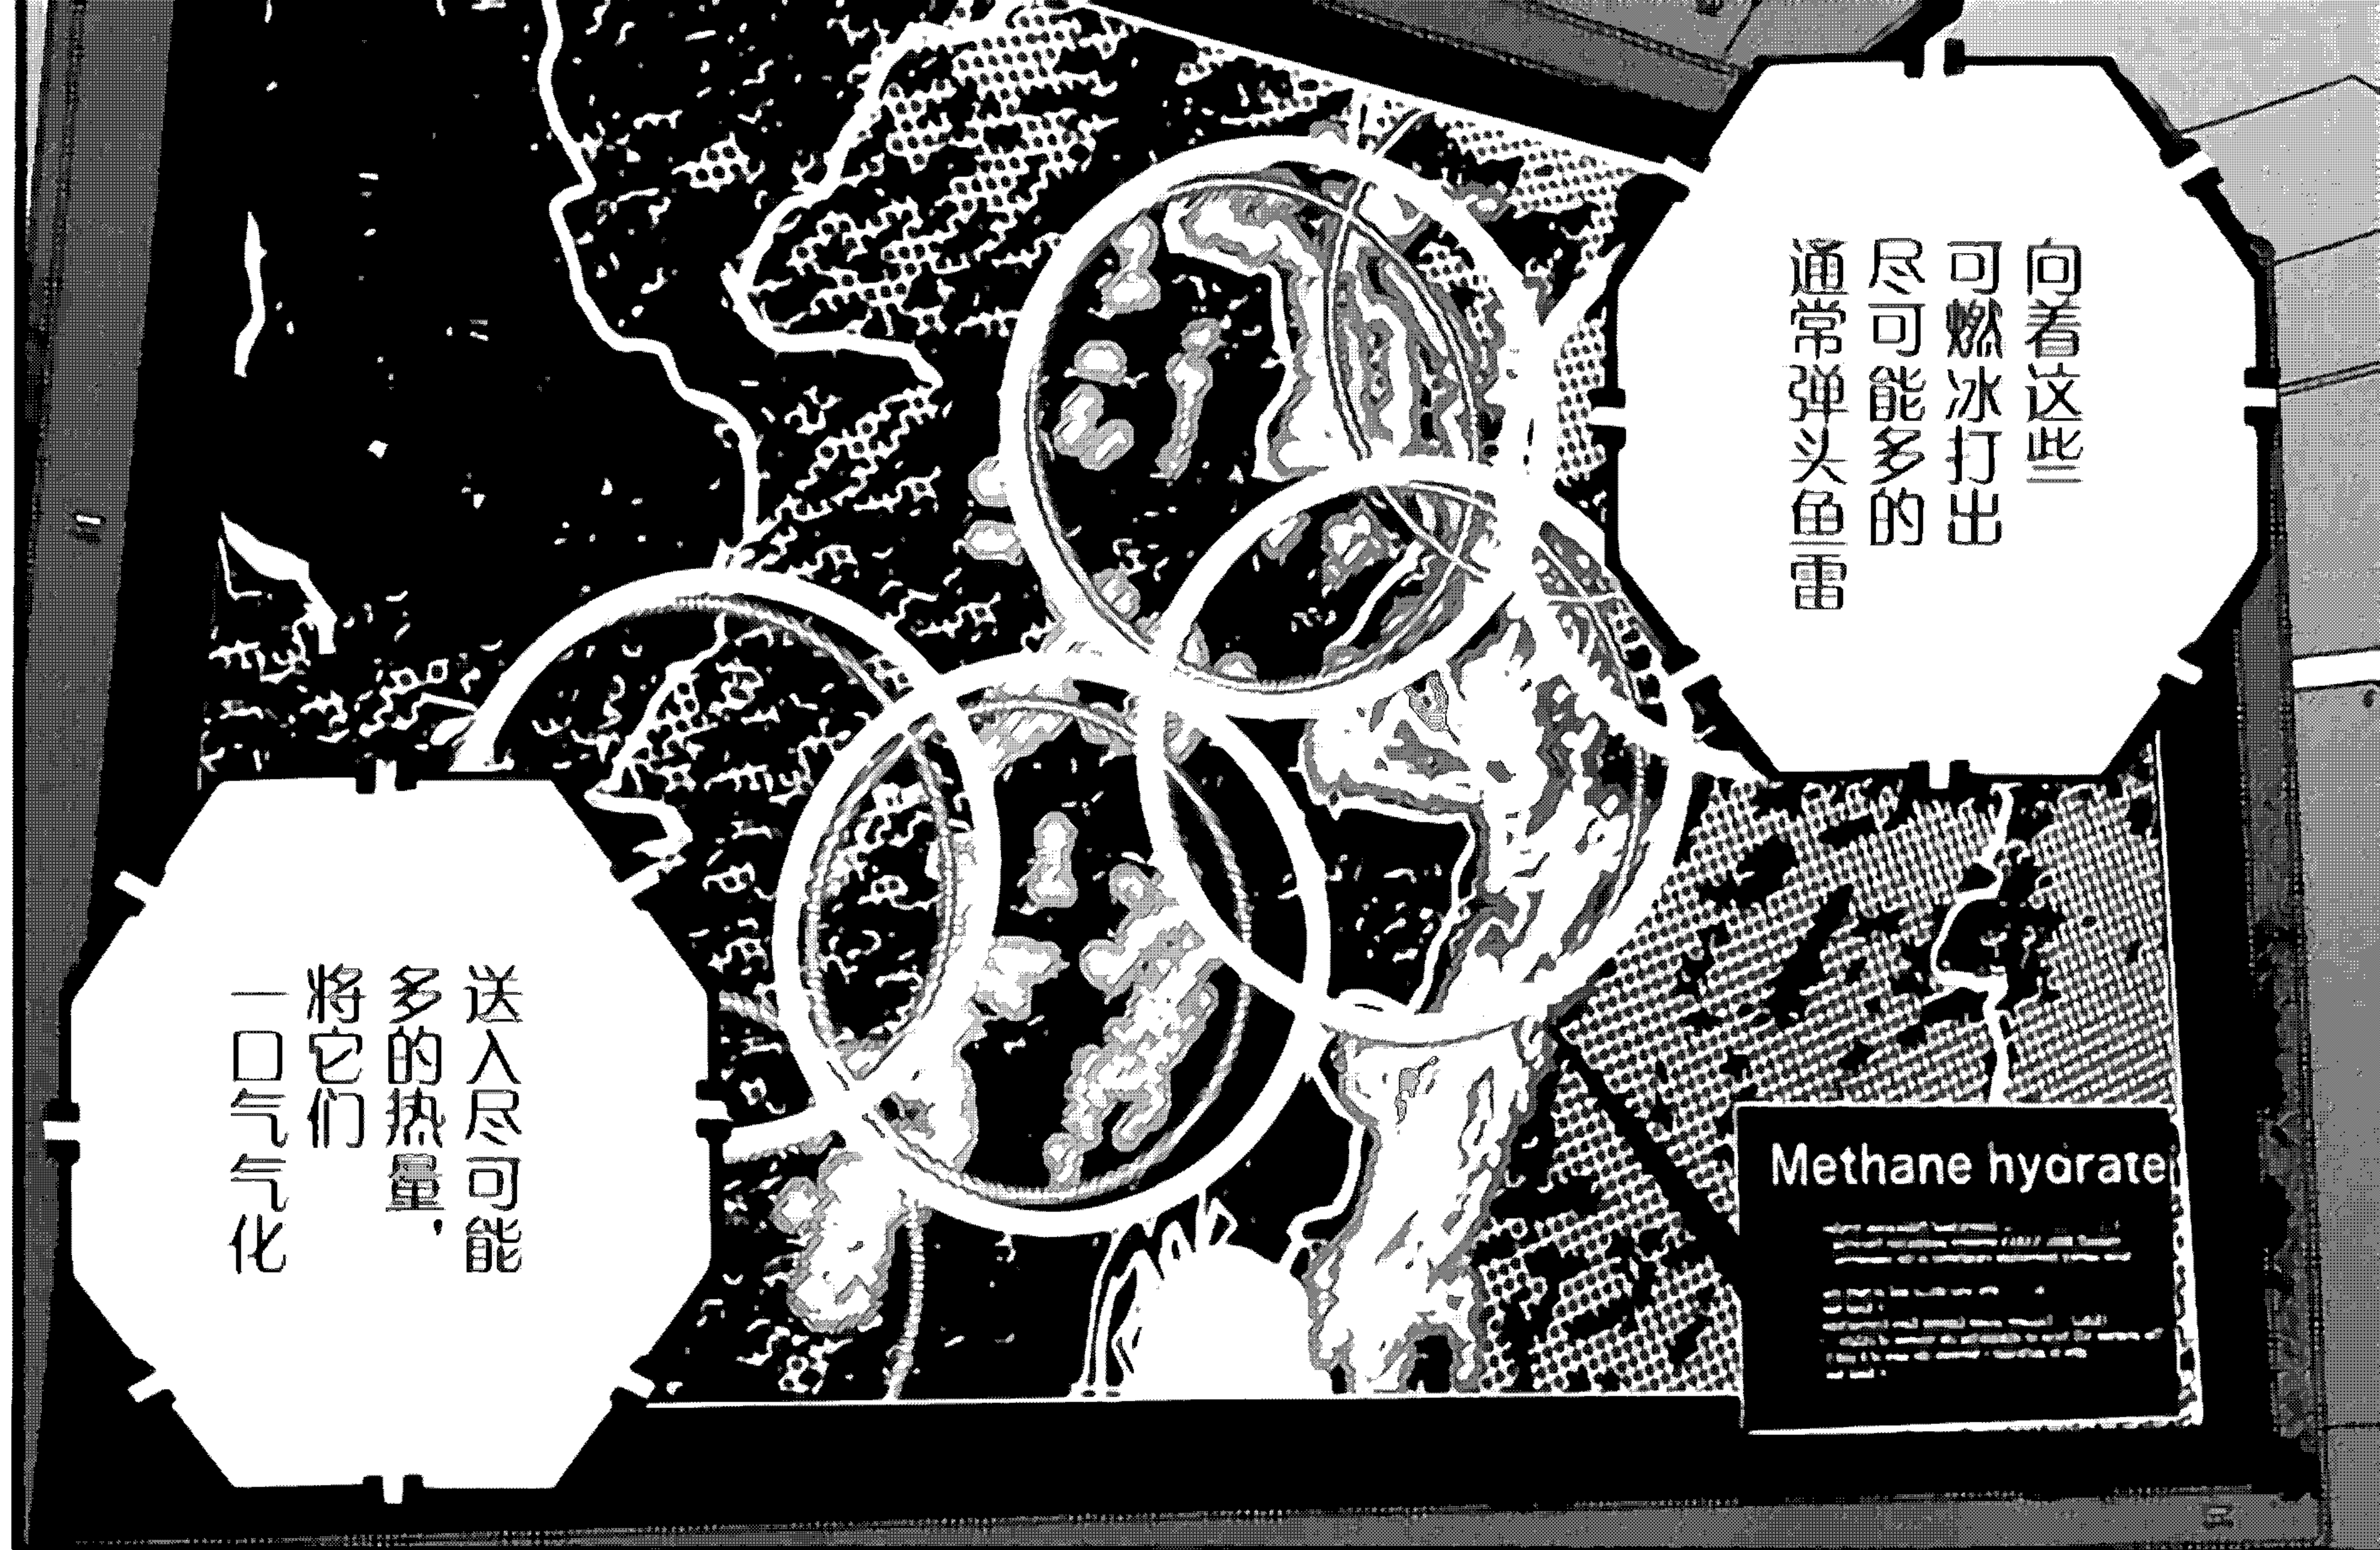 向着这些
可燃冰打出
尽可能多的
通常弹头鱼雷
送入尽可能
多的热量，
将它们
一口气气化
Methane hydrate